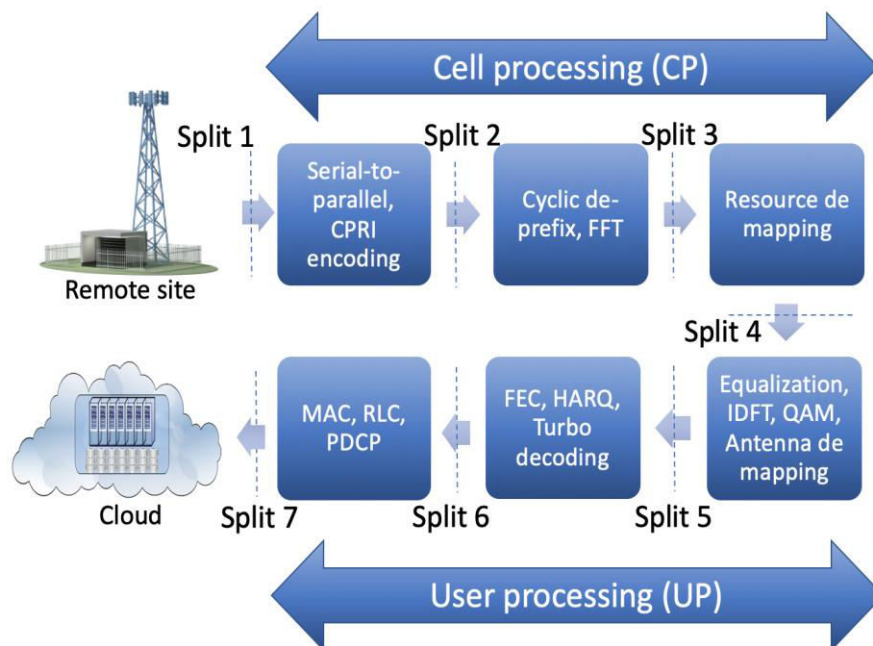 Cell processing (CP)
Split 1
Split 2
Split 3
Serial-to-
parallel,
CPRI
encoding
Cyclic de-
prefix, FFT
Resource de
mapping
Remote site
Split 4
MAC, RLC,
PDCP
FEC, HARQ,
Turbo
decoding
Equalization,
IDFT, QAM,
Antenna de
mapping
Cloud
Split 7
Split 6
Split 5
User processing (UP)